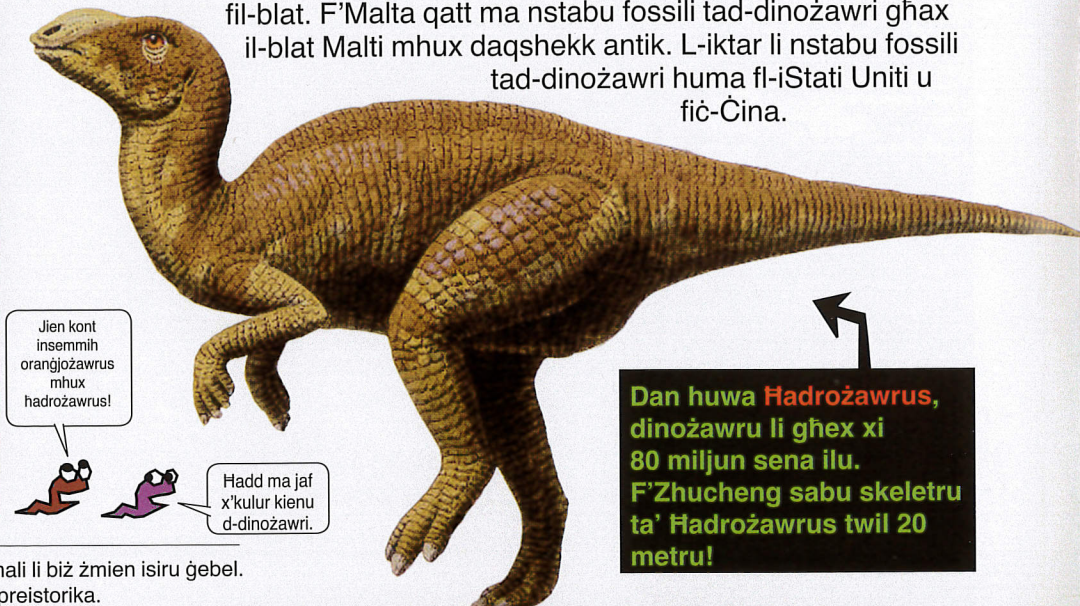 fil-blat. F’Malta qatt ma nstabu fossili tad-dinożawri għax
il-blat Malti mhux daqshekk antik. L-iktar li nstabu fossili
tad-dinożawri huma fl-iStati Uniti u
fiċ-Ċina.
Jien kont
insemmih
oranġjożawrus
mhux
ħadrożawrus!
Ħadd ma jaf
x’kulur kienu
d-dinożawri.
Dan huwa Ħadrożawrus,
dinożawru li għex xi
80 miljun sena ilu.
F’Zhucheng sabu skeletru
ta’ Ħadrożawrus twil 20
metru!
li biż żmien isiru ġebel.
preistorika.